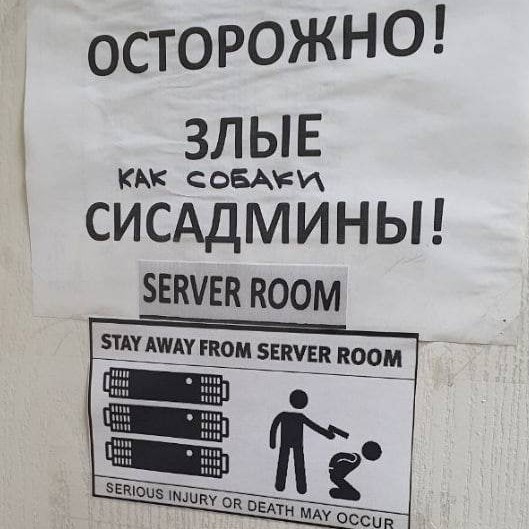 ОСТОРОЖНО!
ЗЛЫЕ
КАК СОБАКИ
СИСАДМИНЫ!
SERVER ROOM
STAY AWAY FROM SERVER ROOM
SERIOUS INJURY OR DEATH MAY OCCUR